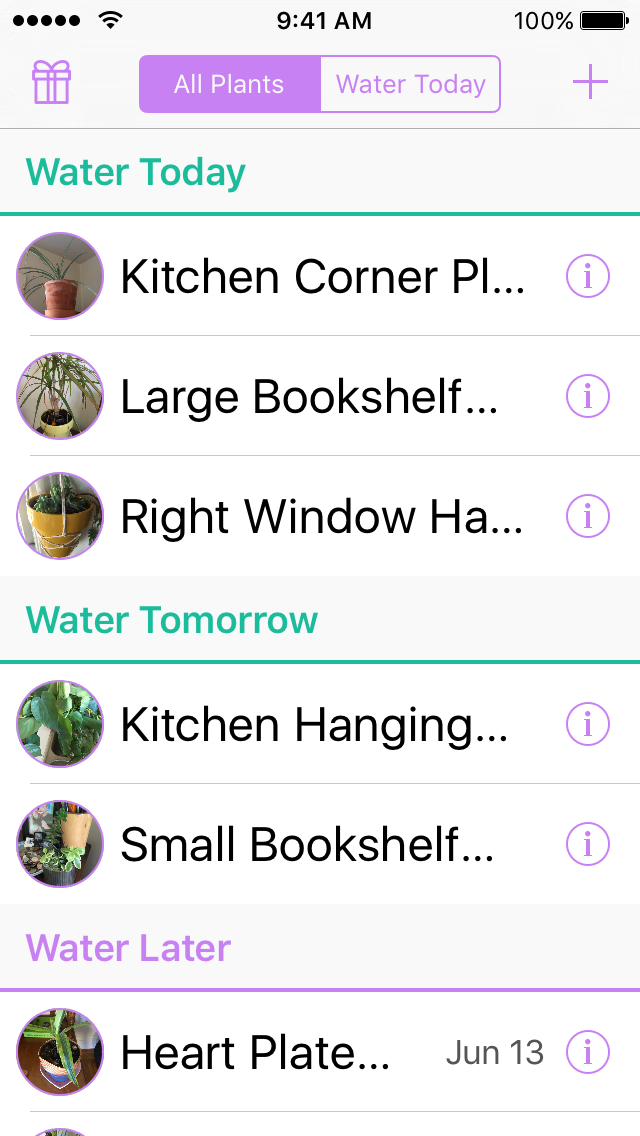 9:41 AM
100%
All Plants
Water Today
Water Today
Kitchen Corner Pl...
Large Bookshelf...
Right Window Ha...
Water Tomorrow
Kitchen Hanging...
Small Bookshelf...
Water Later
Heart Plate... Jun 13